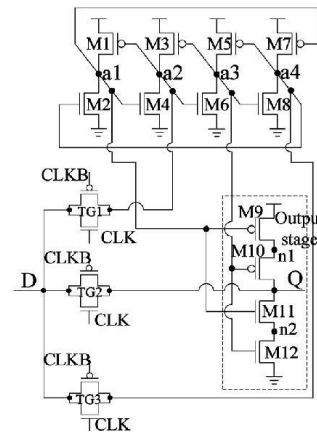 M1 M3 M5 M7
a1 a2 a3 a4
M2 M4 M6 M8
CLKB
TG1
CLK
M9 Output
stage
M10 n1
CLKB
D TG2 Q
CLK
M11
n2
M12
CLKB
TG3
CLK